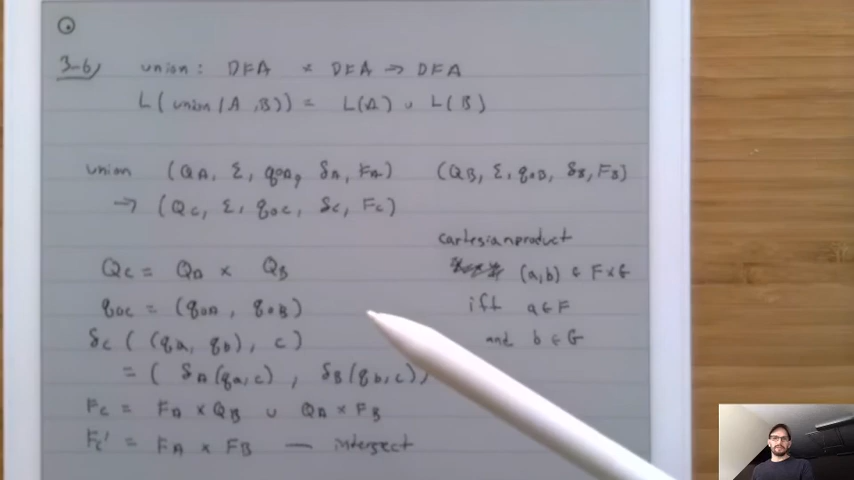 3-6/ union: DFA × DFA → DFA
L(union(A,B)) = L(A) ∪ L(B)
union (QA, Σ, q0A, δA, FA) (QB, Σ, q0B, δB, FB)
→ (Qc, Σ, q0c, δc, Fc)
cartesian product
Qc = QA × QB
(a,b) ∈ F×G
q0c = (q0A, q0B)
iff a∈F
δc((qa, qb), c)
and b∈G
= (δA(qa,c), δB(qb,c))
Fc = FA × QB ∪ QA × FB
Fc' = FA × FB — intersect